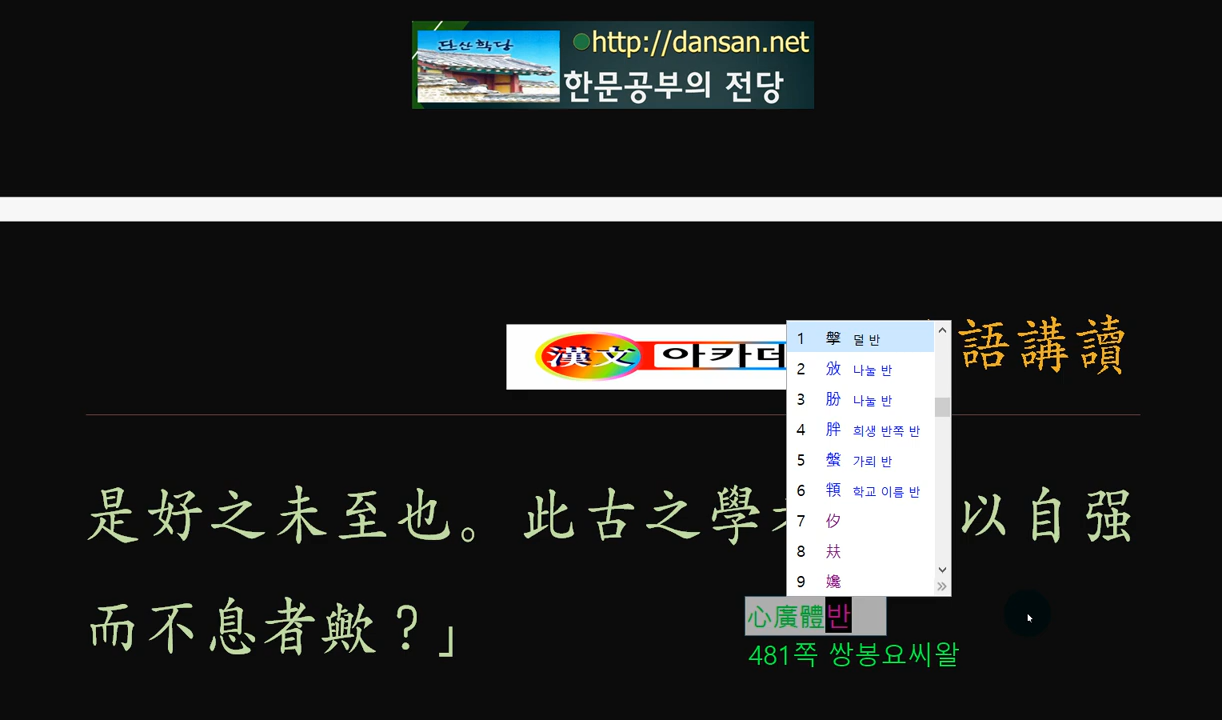 단산학당
http://dansan.net
한문공부의 전당
漢文 아카데
語講讀
1 搫 덜 반
2 攽 나눌 반
3 肦 나눌 반
4 胖 희생 반쪽 반
5 螌 가뢰 반
6 頖 학교 이름 반
7
8 㚘
9
是好之未至也。此古之學 以自强
而不息者歟？」
心廣體반
481쪽 쌍봉요씨왈